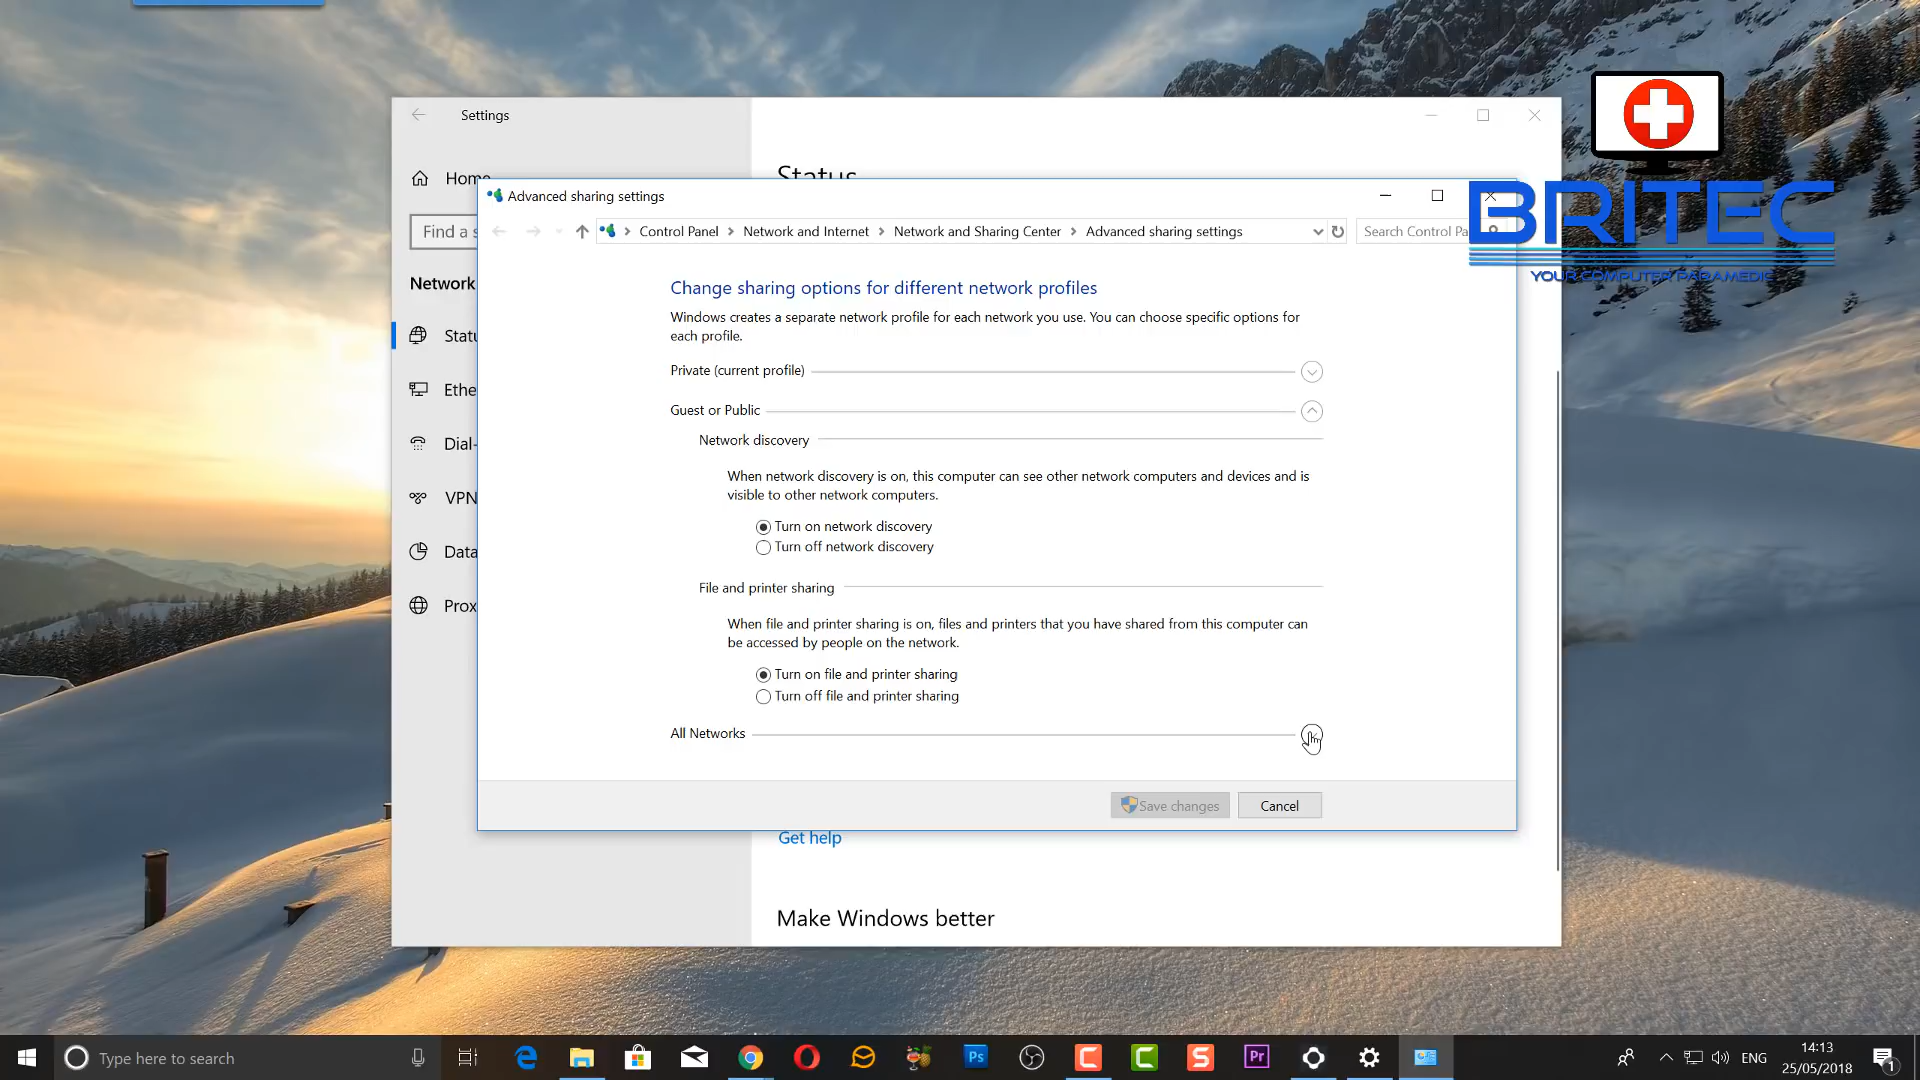 Settings
Home
Status
Find a s
Network
Statu
Ethe
Dial-
VPN
Data
Prox
Advanced sharing settings
Control Panel
Network and Internet
Network and Sharing Center
Advanced sharing settings
Search Control Pa
Change sharing options for different network profiles
Windows creates a separate network profile for each network you use. You can choose specific options for
each profile.
Private (current profile)
Guest or Public
Network discovery
When network discovery is on, this computer can see other network computers and devices and is
visible to other network computers.
Turn on network discovery
Turn off network discovery
File and printer sharing
When file and printer sharing is on, files and printers that you have shared from this computer can
be accessed by people on the network.
Turn on file and printer sharing
Turn off file and printer sharing
All Networks
Save changes
Cancel
Get help
Make Windows better
BRITEC
YOUR COMPUTER PARAMEDIC
Type here to search
Ps
Pr
ENG
14:13
25/05/2018
1